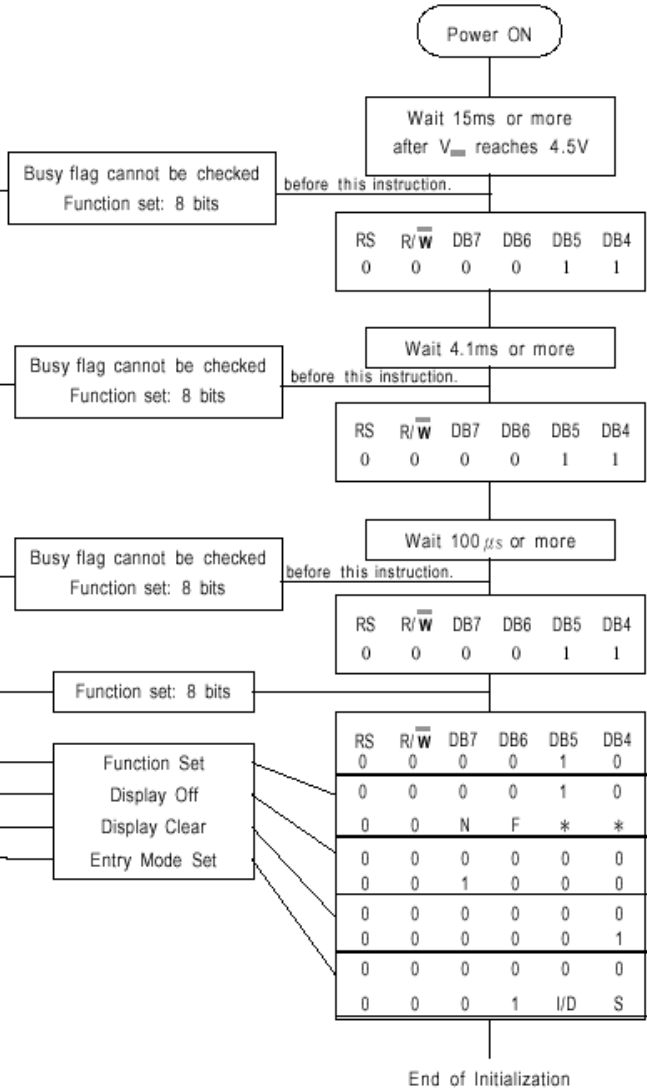 Power ON
Wait 15ms or more
after V reaches 4.5V
Busy flag cannot be checked
Function set: 8 bits
before this instruction.
RS R/W̅ DB7 DB6 DB5 DB4
0 0 0 0 1 1
Wait 4.1ms or more
Busy flag cannot be checked
Function set: 8 bits
before this instruction.
RS R/W̅ DB7 DB6 DB5 DB4
0 0 0 0 1 1
Wait 100 μs or more
Busy flag cannot be checked
Function set: 8 bits
before this instruction.
RS R/W̅ DB7 DB6 DB5 DB4
0 0 0 0 1 1
Function set: 8 bits
Function Set
Display Off
Display Clear
Entry Mode Set
RS R/W̅ DB7 DB6 DB5 DB4
0 0 0 0 1 0
0 0 0 0 1 0
0 0 N F * *
0 0 0 0 0 0
0 0 1 0 0 0
0 0 0 0 0 0
0 0 0 0 0 1
0 0 0 0 0 0
0 0 0 1 I/D S
End of Initialization